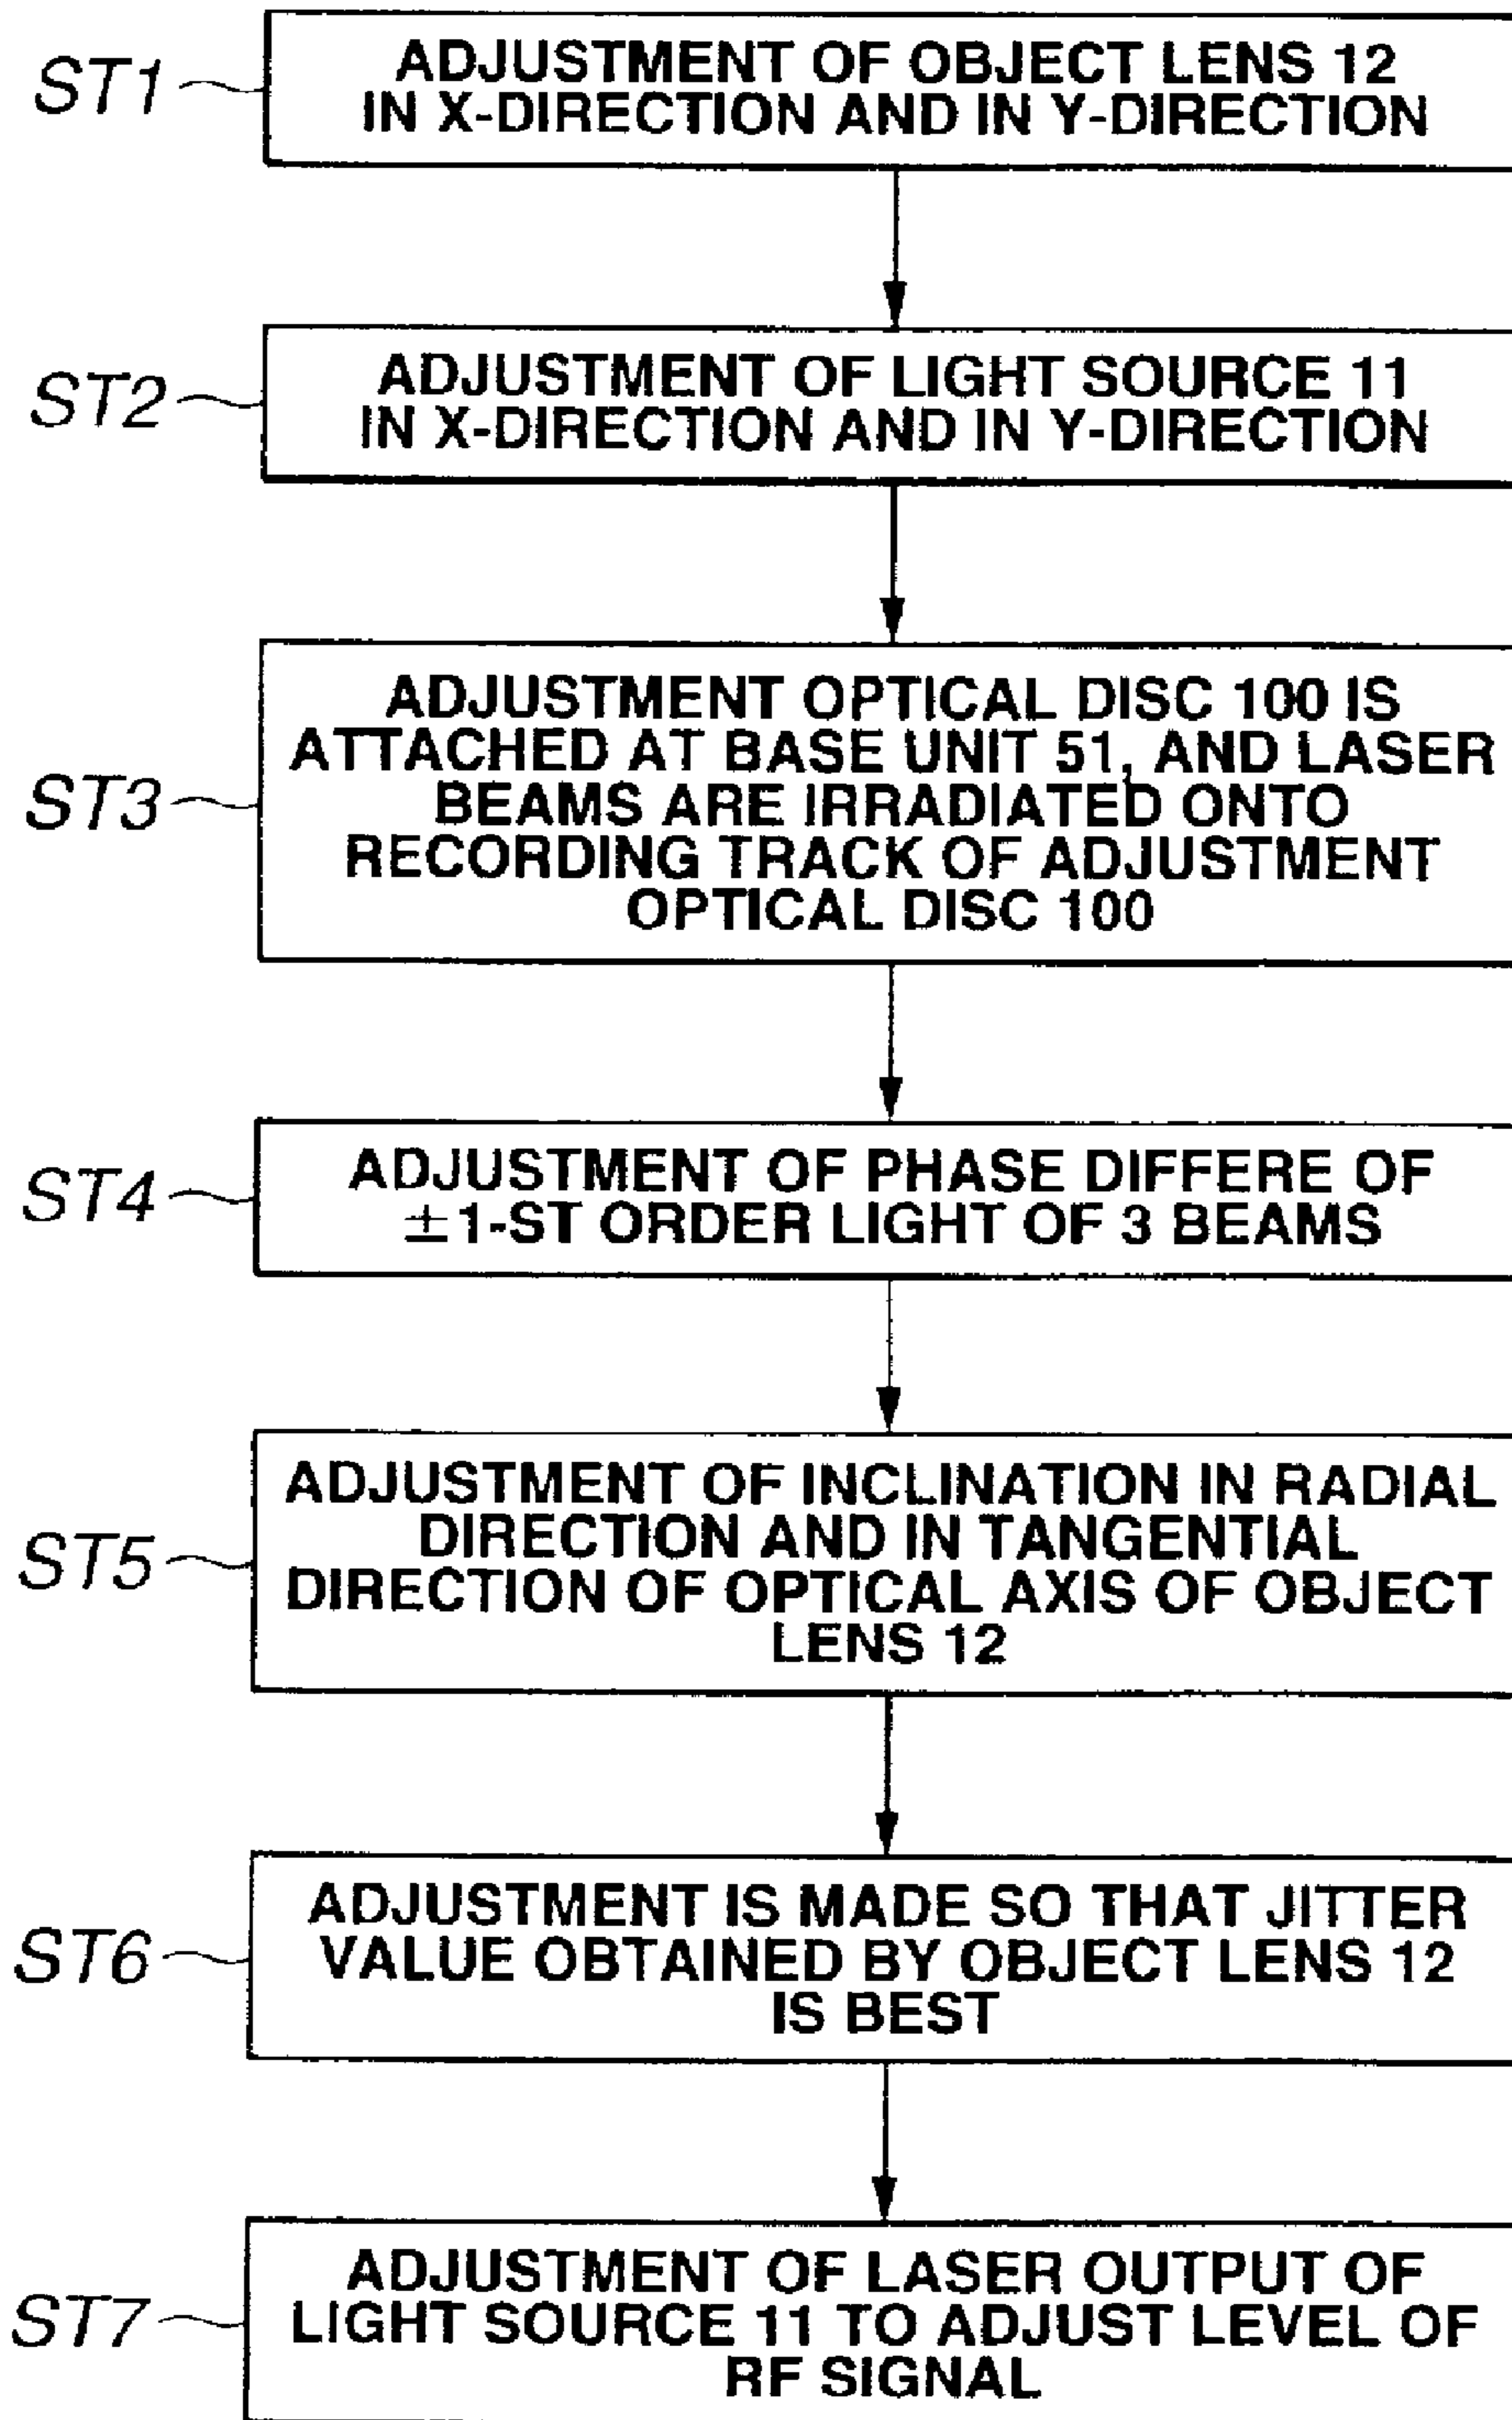 ST1
ADJUSTMENT OF OBJECT LENS 12
IN X-DIRECTION AND IN Y-DIRECTION
ST2
ADJUSTMENT OF LIGHT SOURCE 11
IN X-DIRECTION AND IN Y-DIRECTION
ST3
ADJUSTMENT OPTICAL DISC 100 IS
ATTACHED AT BASE UNIT 51, AND LASER
BEAMS ARE IRRADIATED ONTO
RECORDING TRACK OF ADJUSTMENT
OPTICAL DISC 100
ST4
ADJUSTMENT OF PHASE DIFFERE OF
±1-ST ORDER LIGHT OF 3 BEAMS
ST5
ADJUSTMENT OF INCLINATION IN RADIAL
DIRECTION AND IN TANGENTIAL
DIRECTION OF OPTICAL AXIS OF OBJECT
LENS 12
ST6
ADJUSTMENT IS MADE SO THAT JITTER
VALUE OBTAINED BY OBJECT LENS 12
IS BEST
ST7
ADJUSTMENT OF LASER OUTPUT OF
LIGHT SOURCE 11 TO ADJUST LEVEL OF
RF SIGNAL